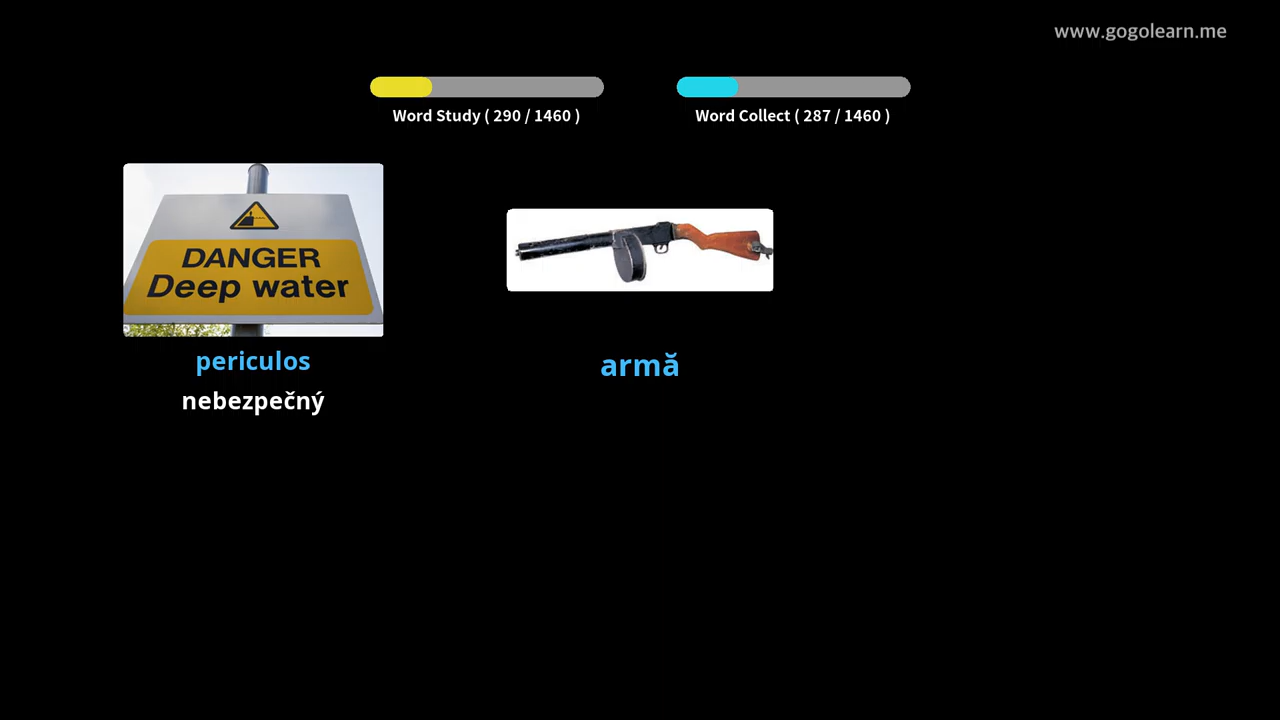 www.gogolearn.me
Word Study ( 290 / 1460 )
Word Collect ( 287 / 1460 )
DANGER
Deep water
periculos
nebezpečný
armă